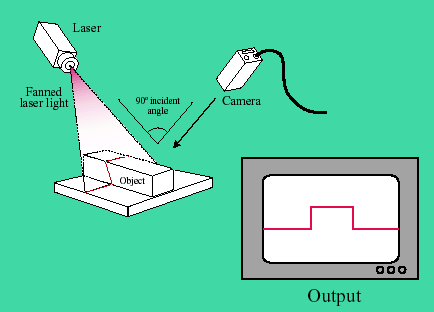 Laser
Fanned
laser light
90° incident
angle
Camera
Object
Output